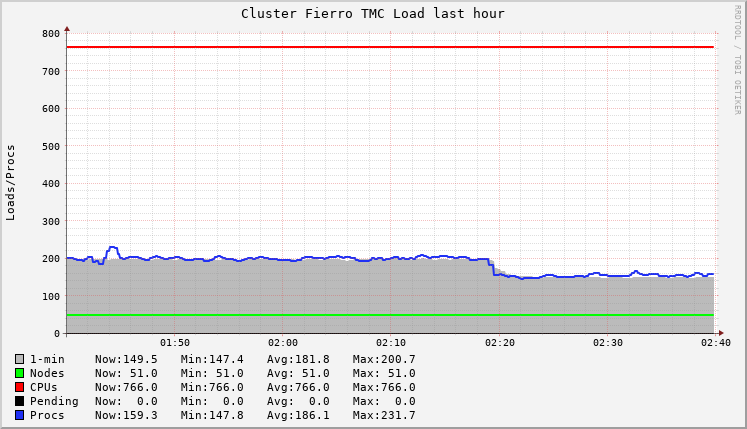 Cluster Fierro TMC Load last hour
RRDTOOL / TOBI OETIKER
Loads/Procs
800
700
600
500
400
300
200
100
0
01:50 02:00 02:10 02:20 02:30 02:40
1-min Now:149.5 Min:147.4 Avg:181.8 Max:200.7
Nodes Now: 51.0 Min: 51.0 Avg: 51.0 Max: 51.0
CPUs Now:766.0 Min:766.0 Avg:766.0 Max:766.0
Pending Now: 0.0 Min: 0.0 Avg: 0.0 Max: 0.0
Procs Now:159.3 Min:147.8 Avg:186.1 Max:231.7